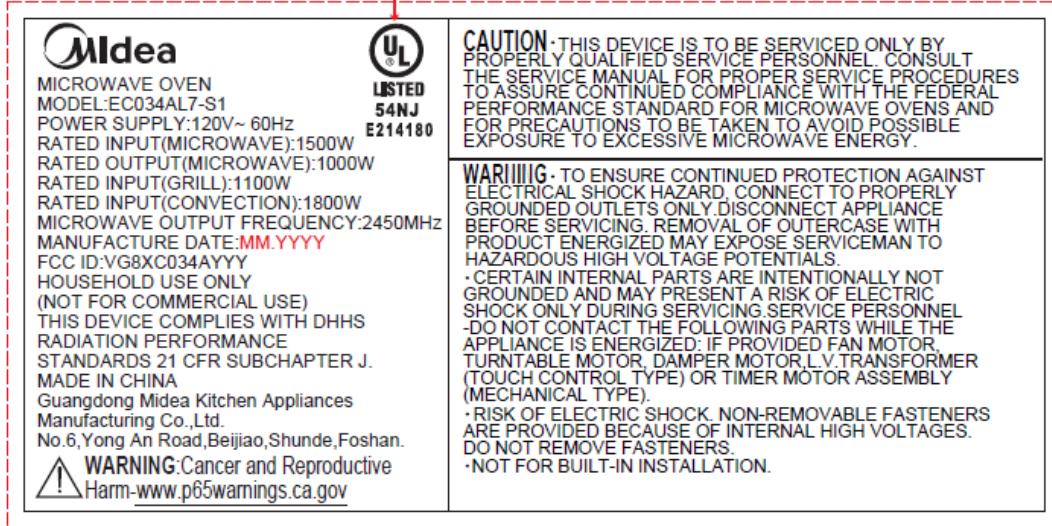 Midea
UL
®
LISTED
54NJ
E214180
MICROWAVE OVEN
MODEL:EC034AL7-S1
POWER SUPPLY:120V~ 60Hz
RATED INPUT(MICROWAVE):1500W
RATED OUTPUT(MICROWAVE):1000W
RATED INPUT(GRILL):1100W
RATED INPUT(CONVECTION):1800W
MICROWAVE OUTPUT FREQUENCY:2450MHz
MANUFACTURE DATE:MM.YYYY
FCC ID:VG8XC034AYYY
HOUSEHOLD USE ONLY
(NOT FOR COMMERCIAL USE)
THIS DEVICE COMPLIES WITH DHHS
RADIATION PERFORMANCE
STANDARDS 21 CFR SUBCHAPTER J.
MADE IN CHINA
Guangdong Midea Kitchen Appliances
Manufacturing Co.,Ltd.
No.6,Yong An Road,Beijiao,Shunde,Foshan.
WARNING:Cancer and Reproductive
Harm-www.p65warnings.ca.gov
CAUTION·THIS DEVICE IS TO BE SERVICED ONLY BY
PROPERLY QUALIFIED SERVICE PERSONNEL. CONSULT
THE SERVICE MANUAL FOR PROPER SERVICE PROCEDURES
TO ASSURE CONTINUED COMPLIANCE WITH THE FEDERAL
PERFORMANCE STANDARD FOR MICROWAVE OVENS AND
FOR PRECAUTIONS TO BE TAKEN TO AVOID POSSIBLE
EXPOSURE TO EXCESSIVE MICROWAVE ENERGY.
WARNING·TO ENSURE CONTINUED PROTECTION AGAINST
ELECTRICAL SHOCK HAZARD, CONNECT TO PROPERLY
GROUNDED OUTLETS ONLY.DISCONNECT APPLIANCE
BEFORE SERVICING. REMOVAL OF OUTERCASE WITH
PRODUCT ENERGIZED MAY EXPOSE SERVICEMAN TO
HAZARDOUS HIGH VOLTAGE POTENTIALS.
·CERTAIN INTERNAL PARTS ARE INTENTIONALLY NOT
GROUNDED AND MAY PRESENT A RISK OF ELECTRIC
SHOCK ONLY DURING SERVICING.SERVICE PERSONNEL
-DO NOT CONTACT THE FOLLOWING PARTS WHILE THE
APPLIANCE IS ENERGIZED: IF PROVIDED FAN MOTOR,
TURNTABLE MOTOR, DAMPER MOTOR,L.V.TRANSFORMER
(TOUCH CONTROL TYPE) OR TIMER MOTOR ASSEMBLY
(MECHANICAL TYPE).
·RISK OF ELECTRIC SHOCK. NON-REMOVABLE FASTENERS
ARE PROVIDED BECAUSE OF INTERNAL HIGH VOLTAGES.
DO NOT REMOVE FASTENERS.
·NOT FOR BUILT-IN INSTALLATION.